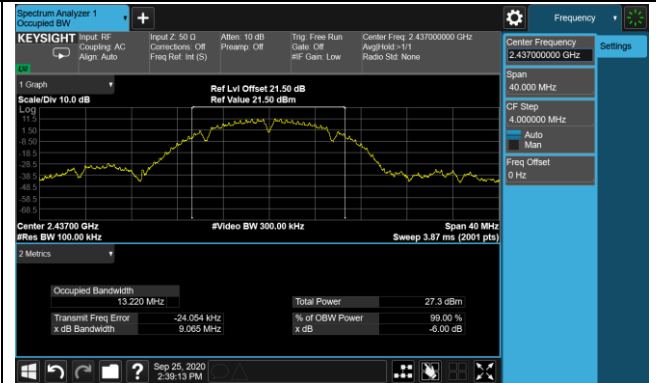 Spectrum Analyzer 1
Occupied BW
Frequency
KEYSIGHT
Input: RF
Coupling: AC
Align: Auto
Input Z: 50 Ω
Corrections: Off
Freq Ref: Int (S)
Atten: 10 dB
Preamp: Off
Trig: Free Run
Gate: Off
#IF Gain: Low
Center Freq: 2.437000000 GHz
Avg|Hold:>1/1
Radio Std: None
LXI
Center Frequency
2.437000000 GHz
Settings
Span
40.000 MHz
CF Step
4.000000 MHz
Auto
Man
Freq Offset
0 Hz
1 Graph
Scale/Div 10.0 dB
Ref Lvl Offset 21.50 dB
Ref Value 21.50 dBm
Log
11.5
1.50
-8.50
-18.5
-28.5
-38.5
-48.5
-58.5
-68.5
Center 2.43700 GHz
#Res BW 100.00 kHz
#Video BW 300.00 kHz
Span 40 MHz
Sweep 3.87 ms (2001 pts)
2 Metrics
Occupied Bandwidth
13.220 MHz
Total Power 27.3 dBm
Transmit Freq Error -24.054 kHz % of OBW Power 99.00 %
x dB Bandwidth 9.065 MHz x dB -6.00 dB
Sep 25, 2020
2:39:13 PM